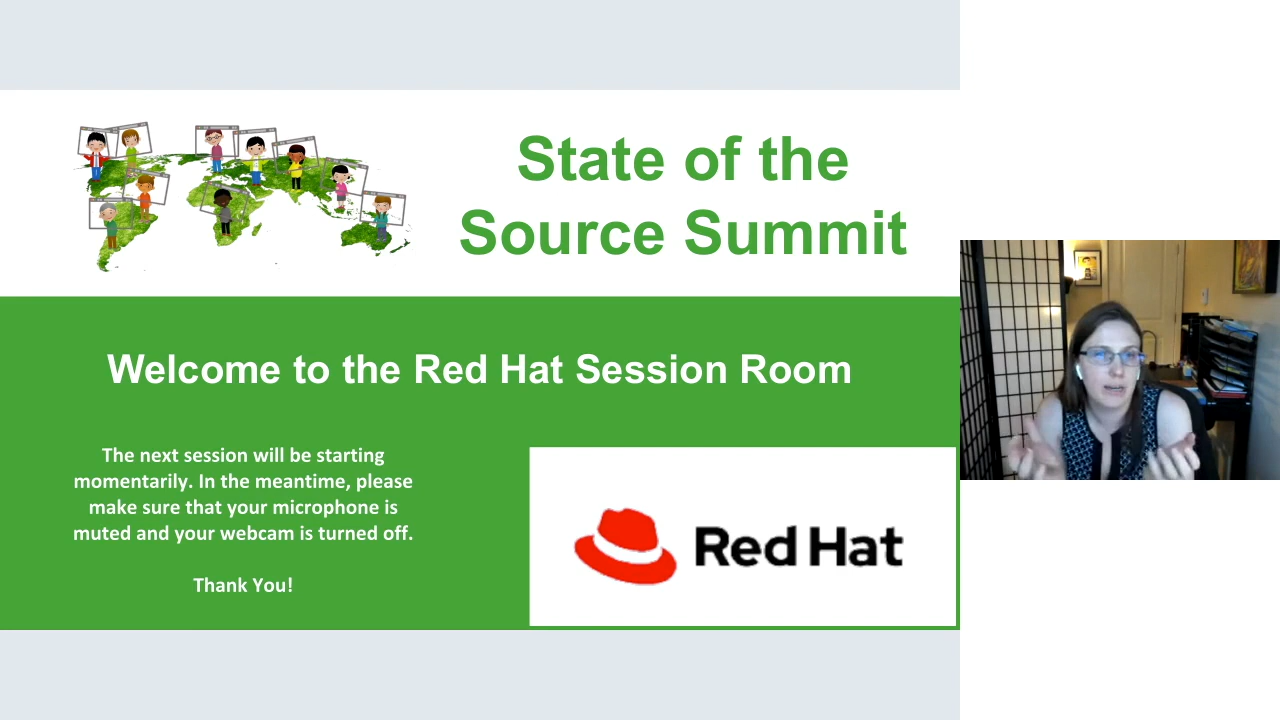 State of the
Source Summit
Welcome to the Red Hat Session Room
The next session will be starting
momentarily. In the meantime, please
make sure that your microphone is
muted and your webcam is turned off.
Thank You!
Red Hat